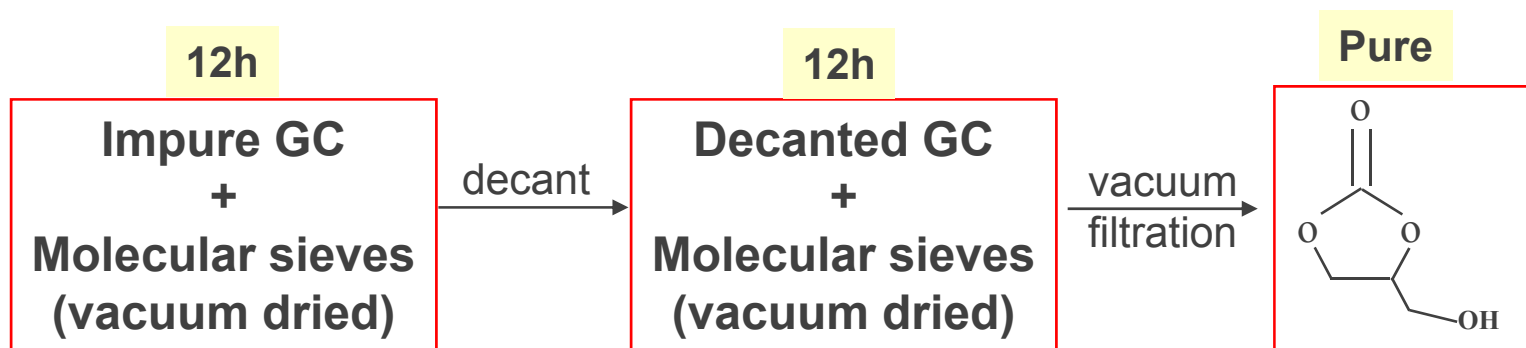 12h
Impure GC
+
Molecular sieves
(vacuum dried)
decant
12h
Decanted GC
+
Molecular sieves
(vacuum dried)
vacuum
filtration
Pure
O
O
O
OH